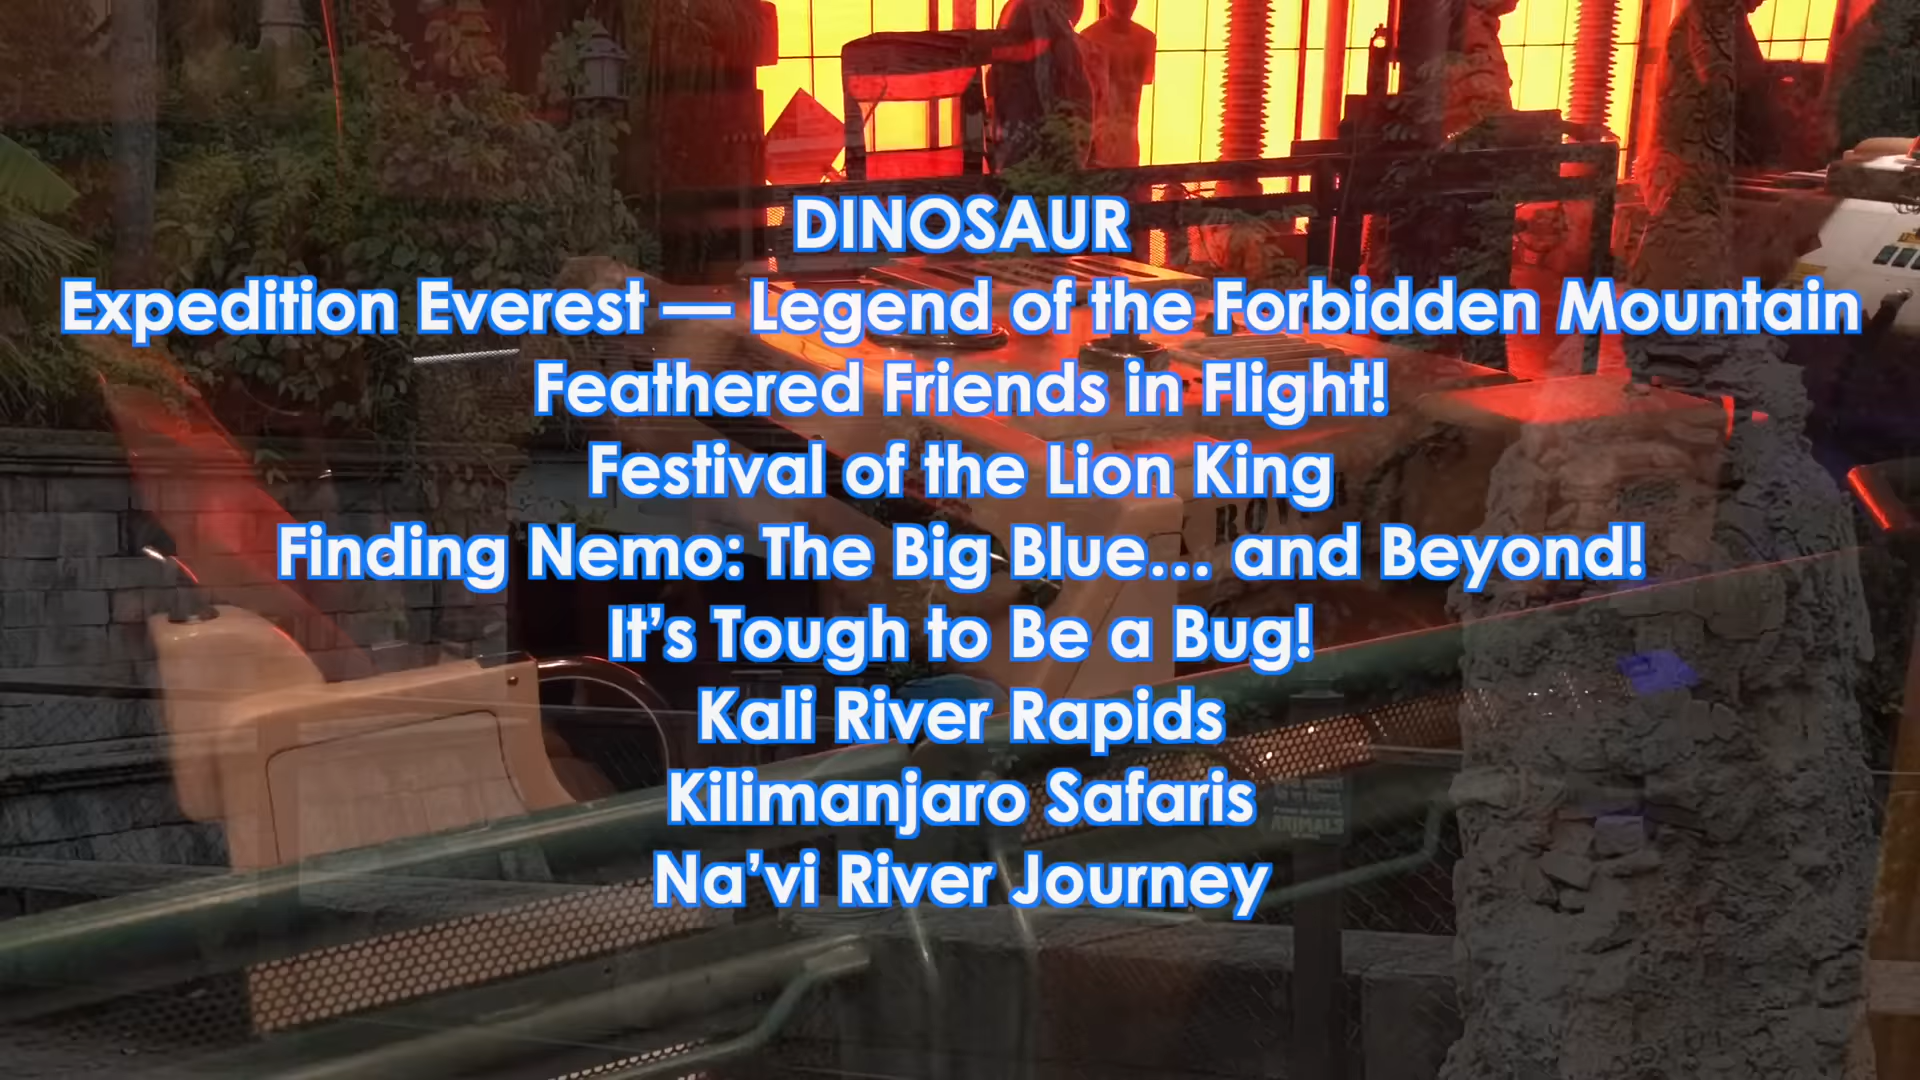 DINOSAUR
Expedition Everest — Legend of the Forbidden Mountain
Feathered Friends in Flight!
Festival of the Lion King
Finding Nemo: The Big Blue... and Beyond!
It’s Tough to Be a Bug!
Kali River Rapids
Kilimanjaro Safaris
Na’vi River Journey